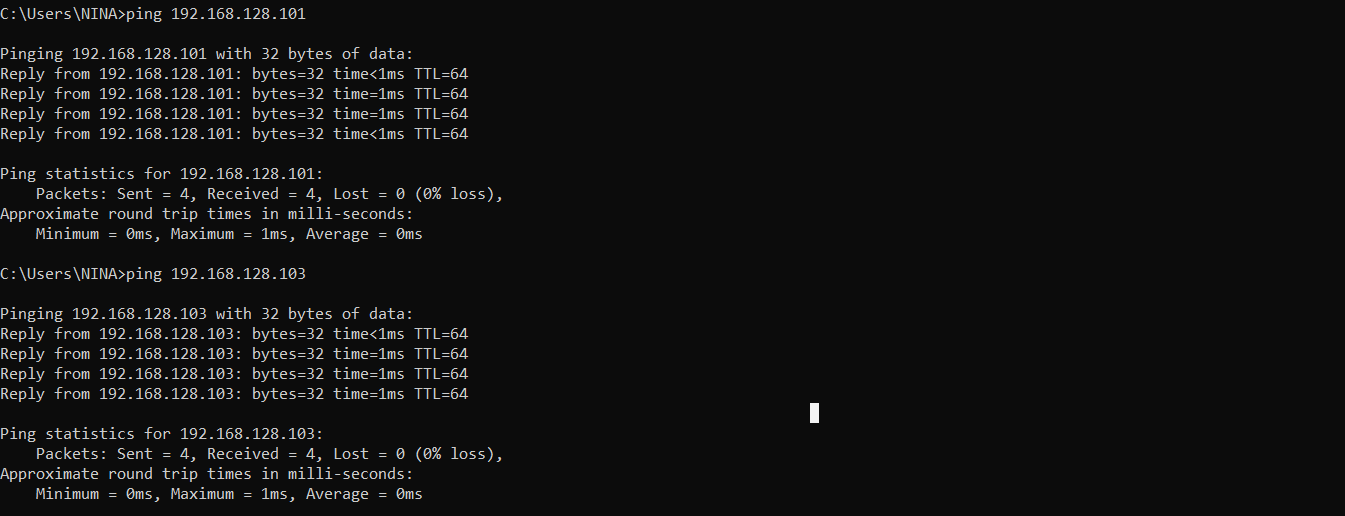 C:\Users\NINA>ping 192.168.128.101
Pinging 192.168.128.101 with 32 bytes of data:
Reply from 192.168.128.101: bytes=32 time<1ms TTL=64
Reply from 192.168.128.101: bytes=32 time=1ms TTL=64
Reply from 192.168.128.101: bytes=32 time=1ms TTL=64
Reply from 192.168.128.101: bytes=32 time<1ms TTL=64
Ping statistics for 192.168.128.101:
    Packets: Sent = 4, Received = 4, Lost = 0 (0% loss),
Approximate round trip times in milli-seconds:
    Minimum = 0ms, Maximum = 1ms, Average = 0ms
C:\Users\NINA>ping 192.168.128.103
Pinging 192.168.128.103 with 32 bytes of data:
Reply from 192.168.128.103: bytes=32 time<1ms TTL=64
Reply from 192.168.128.103: bytes=32 time=1ms TTL=64
Reply from 192.168.128.103: bytes=32 time=1ms TTL=64
Reply from 192.168.128.103: bytes=32 time=1ms TTL=64
Ping statistics for 192.168.128.103:
    Packets: Sent = 4, Received = 4, Lost = 0 (0% loss),
Approximate round trip times in milli-seconds:
    Minimum = 0ms, Maximum = 1ms, Average = 0ms